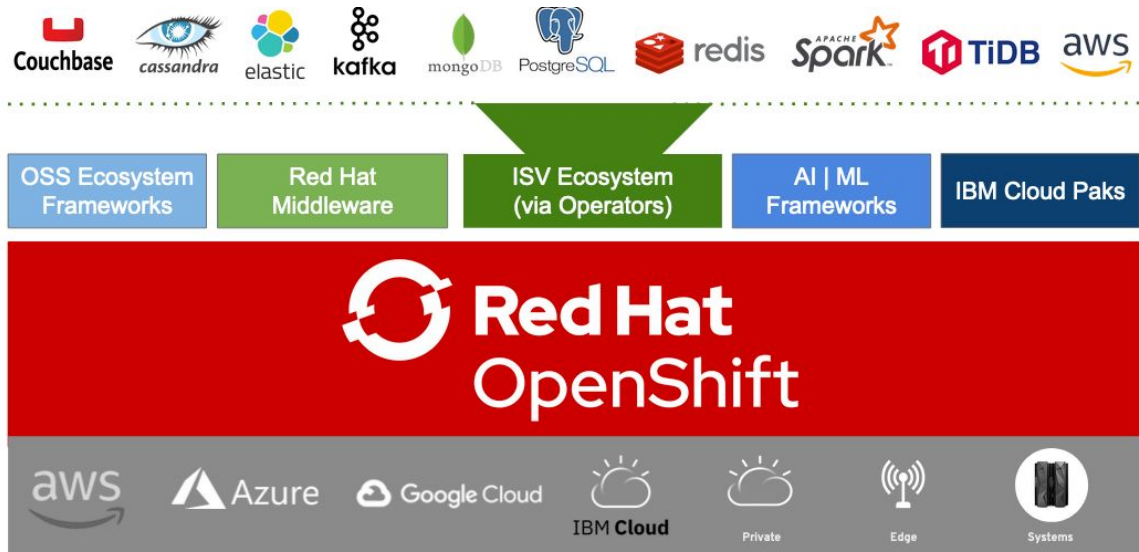 Couchbase
cassandra
elastic
kafka
mongoDB
PostgreSQL
redis
APACHE
Spark
TiDB
aws
OSS Ecosystem
Frameworks
Red Hat
Middleware
ISV Ecosystem
(via Operators)
AI | ML
Frameworks
IBM Cloud Paks
Red Hat
OpenShift
aws
Azure
Google Cloud
IBM Cloud
Private
Edge
Systems